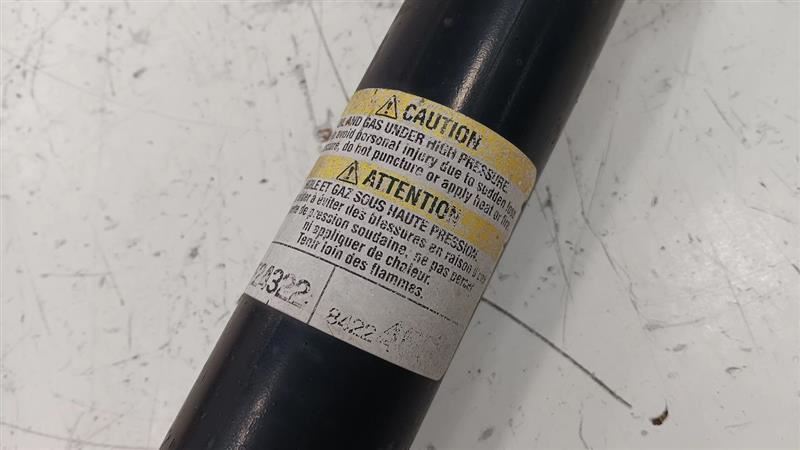 CAUTION
AND GAS UNDER HIGH PRESSURE.
avoid personal injury due to sudden
do not puncture or apply heat or
ATTENTION
ET GAZ SOUS HAUTE PRESSION.
à éviter des blessures en raison
de pression soudaine, ne pas
ni appliquer de chaleur.
Tenir loin des flammes.
24322
8422